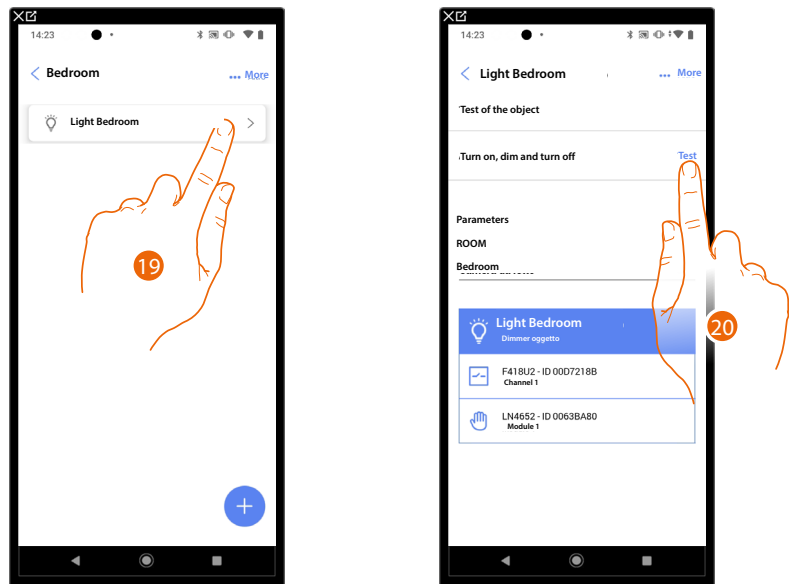 14:23
Bedroom
More
Light Bedroom
19
14:23
Light Bedroom
More
Test of the object
Turn on, dim and turn off
Test
Parameters
ROOM
Bedroom
Light Bedroom
Dimmer oggetto
F418U2 - ID 00D7218B
Channel 1
LN4652 - ID 0063BA80
Module 1
20